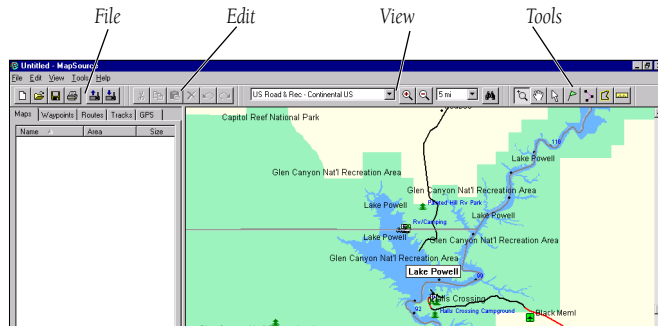 File Edit View Tools
Untitled - MapSource
File Edit View Tools Help
US Road & Rec - Continental US
5 mi
Maps Waypoints Routes Tracks GPS
Name Area Size
Capitol Reef National Park
110
Lake Powell
Glen Canyon Nat'l Recreation Area
Glen Canyon Nat'l Recreation Area
Lake Powell
Painted Hill Rv Park
Lake Powell
Rv/Camping
Lake Powell
Glen Canyon Nat'l Recreation Area
Glen Canyon Nat'l Recreation Area
Lake Powell
99
Halls Crossing
92
Halls Crossing Campground
Black Meml